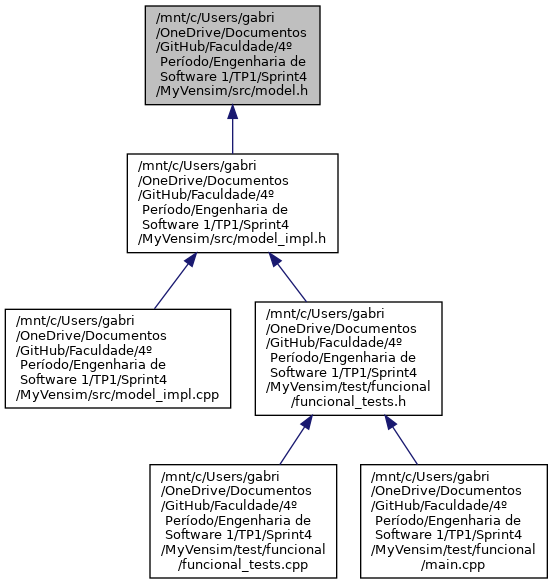 /mnt/c/Users/gabri
/OneDrive/Documentos
/GitHub/Faculdade/4º
Período/Engenharia de
Software 1/TP1/Sprint4
/MyVensim/src/model.h
/mnt/c/Users/gabri
/OneDrive/Documentos
/GitHub/Faculdade/4º
Período/Engenharia de
Software 1/TP1/Sprint4
/MyVensim/src/model_impl.h
/mnt/c/Users/gabri
/OneDrive/Documentos
/GitHub/Faculdade/4º
Período/Engenharia de
Software 1/TP1/Sprint4
/MyVensim/src/model_impl.cpp
/mnt/c/Users/gabri
/OneDrive/Documentos
/GitHub/Faculdade/4º
Período/Engenharia de
Software 1/TP1/Sprint4
/MyVensim/test/funcional
/funcional_tests.h
/mnt/c/Users/gabri
/OneDrive/Documentos
/GitHub/Faculdade/4º
Período/Engenharia de
Software 1/TP1/Sprint4
/MyVensim/test/funcional
/funcional_tests.cpp
/mnt/c/Users/gabri
/OneDrive/Documentos
/GitHub/Faculdade/4º
Período/Engenharia de
Software 1/TP1/Sprint4
/MyVensim/test/funcional
/main.cpp